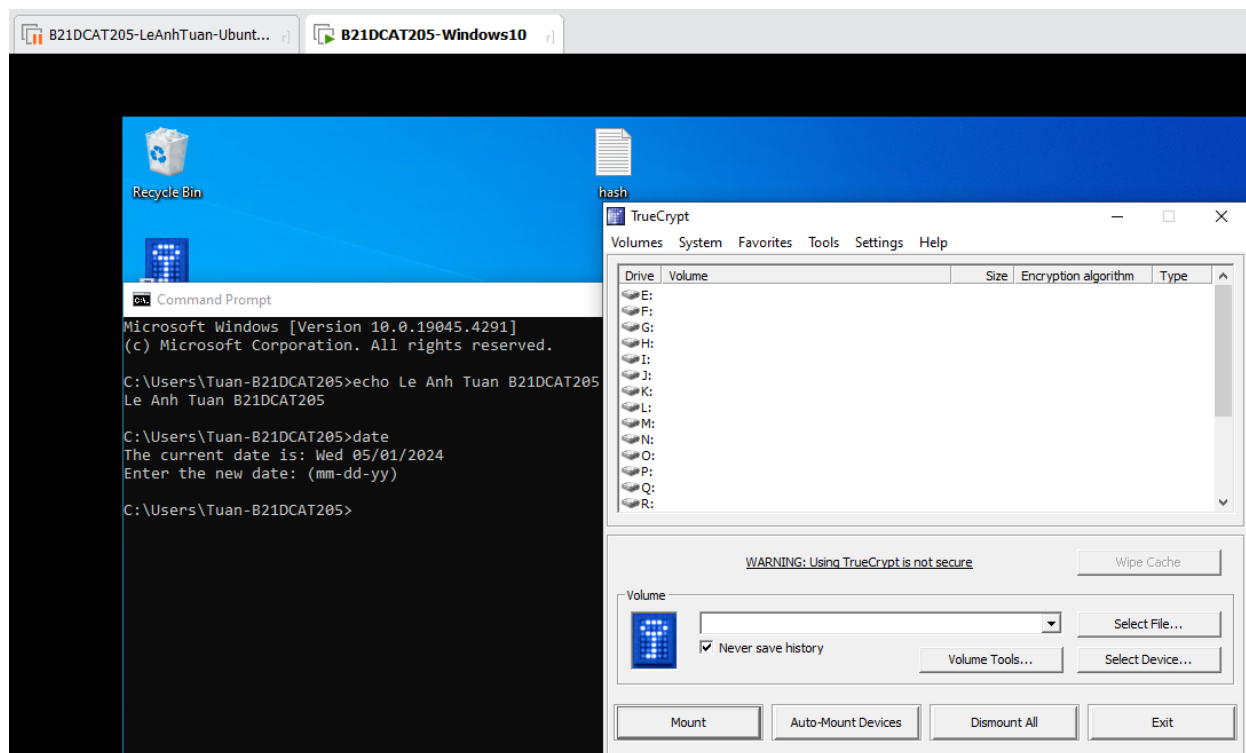 B21DCAT205-LeAnhTuan-Ubunt...
B21DCAT205-Windows10
Recycle Bin
hash
Command Prompt
Microsoft Windows [Version 10.0.19045.4291]
(c) Microsoft Corporation. All rights reserved.
C:\Users\Tuan-B21DCAT205>echo Le Anh Tuan B21DCAT205
Le Anh Tuan B21DCAT205
C:\Users\Tuan-B21DCAT205>date
The current date is: Wed 05/01/2024
Enter the new date: (mm-dd-yy)
C:\Users\Tuan-B21DCAT205>
TrueCrypt
Volumes System Favorites Tools Settings Help
Drive Volume Size Encryption algorithm Type
E:
F:
G:
H:
I:
J:
K:
L:
M:
N:
O:
P:
Q:
R:
WARNING: Using TrueCrypt is not secure
Wipe Cache
Volume
Select File...
Never save history
Volume Tools...
Select Device...
Mount
Auto-Mount Devices
Dismount All
Exit